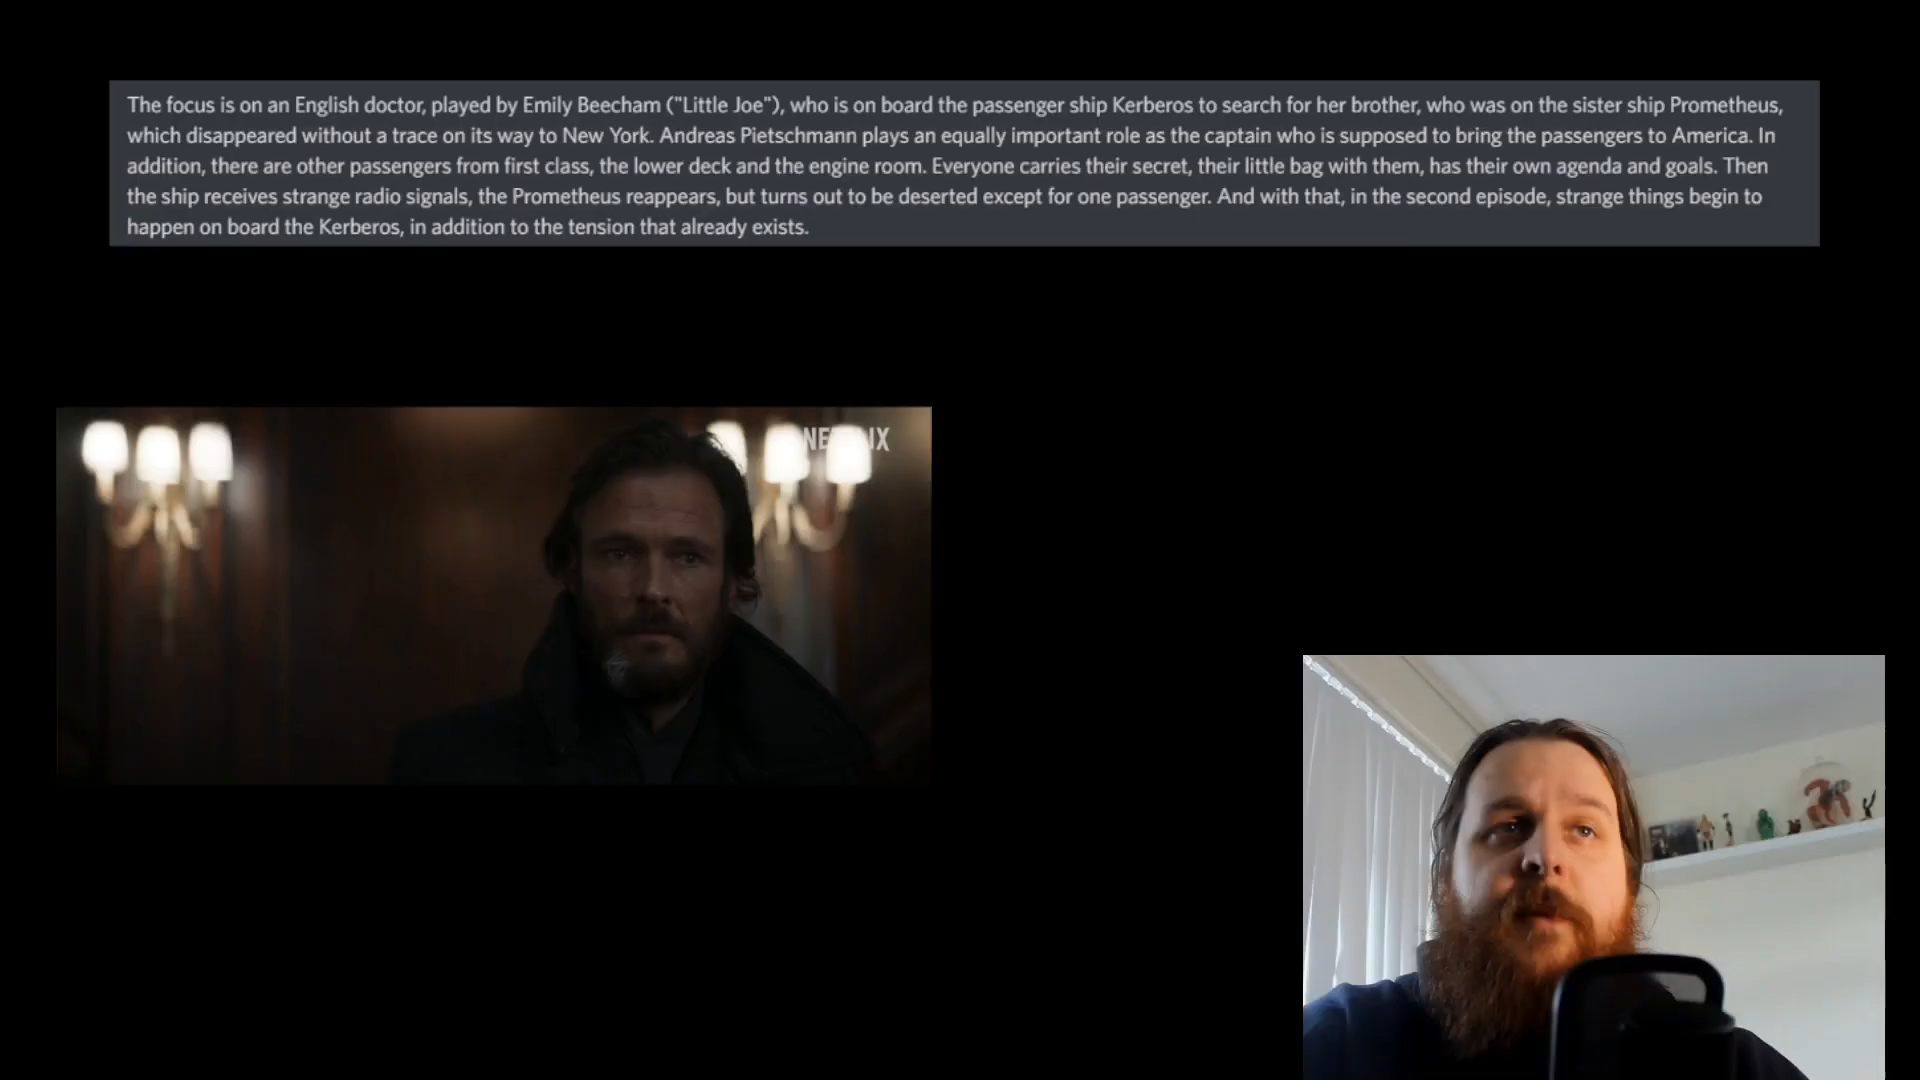 The focus is on an English doctor, played by Emily Beecham ("Little Joe"), who is on board the passenger ship Kerberos to search for her brother, who was on the sister ship Prometheus,
which disappeared without a trace on its way to New York. Andreas Pietschmann plays an equally important role as the captain who is supposed to bring the passengers to America. In
addition, there are other passengers from first class, the lower deck and the engine room. Everyone carries their secret, their little bag with them, has their own agenda and goals. Then
the ship receives strange radio signals, the Prometheus reappears, but turns out to be deserted except for one passenger. And with that, in the second episode, strange things begin to
happen on board the Kerberos, in addition to the tension that already exists.
NETFLIX